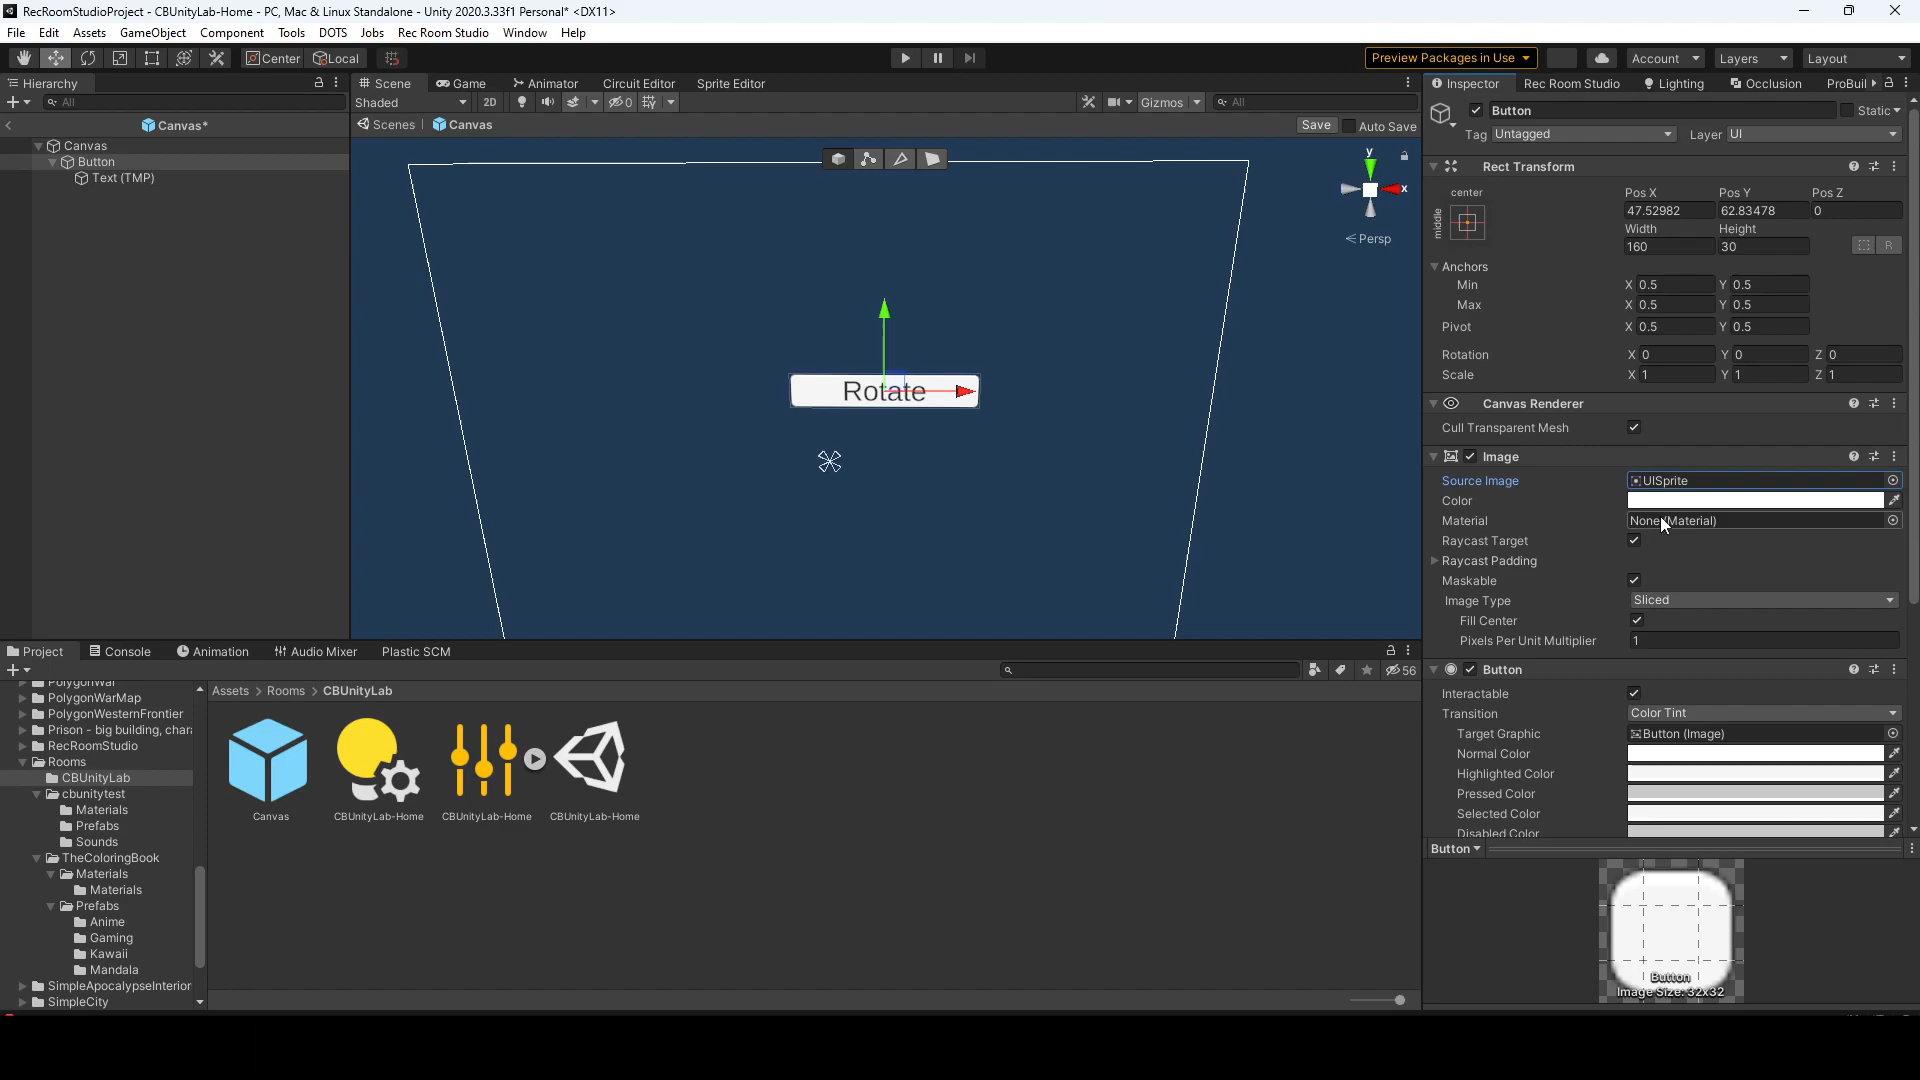 RecRoomStudioProject - CBUnityLab-Home - PC, Mac & Linux Standalone - Unity 2020.3.33f1 Personal* <DX11>
File Edit Assets GameObject Component Tools DOTS Jobs Rec Room Studio Window Help
Center Local Preview Packages in Use Account Layers Layout
Hierarchy Scene Game Animator Circuit Editor Sprite Editor Inspector Rec Room Studio Lighting Occlusion ProBuil
All Shaded 2D 0 Gizmos All Button Static
Canvas* Scenes Canvas Save Auto Save Tag Untagged Layer UI
Canvas
Button
Text (TMP)
y
x
Persp
Rotate
Rect Transform
center
middle
Pos X Pos Y Pos Z
47.52982 62.83478 0
Width Height
160 30 R
Anchors
Min X 0.5 Y 0.5
Max X 0.5 Y 0.5
Pivot X 0.5 Y 0.5
Rotation X 0 Y 0 Z 0
Scale X 1 Y 1 Z 1
Canvas Renderer
Cull Transparent Mesh
Image
Source Image UISprite
Color
Material None (Material)
Raycast Target
Raycast Padding
Maskable
Image Type Sliced
Fill Center
Pixels Per Unit Multiplier 1
Button
Interactable
Transition Color Tint
Target Graphic Button (Image)
Normal Color
Highlighted Color
Pressed Color
Selected Color
Disabled Color
Button
Button
Image Size: 32x32
Project Console Animation Audio Mixer Plastic SCM
56
Assets > Rooms > CBUnityLab
PolygonWar
PolygonWarMap
PolygonWesternFrontier
Prison - big building, chara
RecRoomStudio
Rooms
CBUnityLab
cbunitytest
Materials
Prefabs
Sounds
TheColoringBook
Materials
Materials
Prefabs
Anime
Gaming
Kawaii
Mandala
SimpleApocalypseInterior
SimpleCity
Canvas CBUnityLab-Home CBUnityLab-Home CBUnityLab-Home